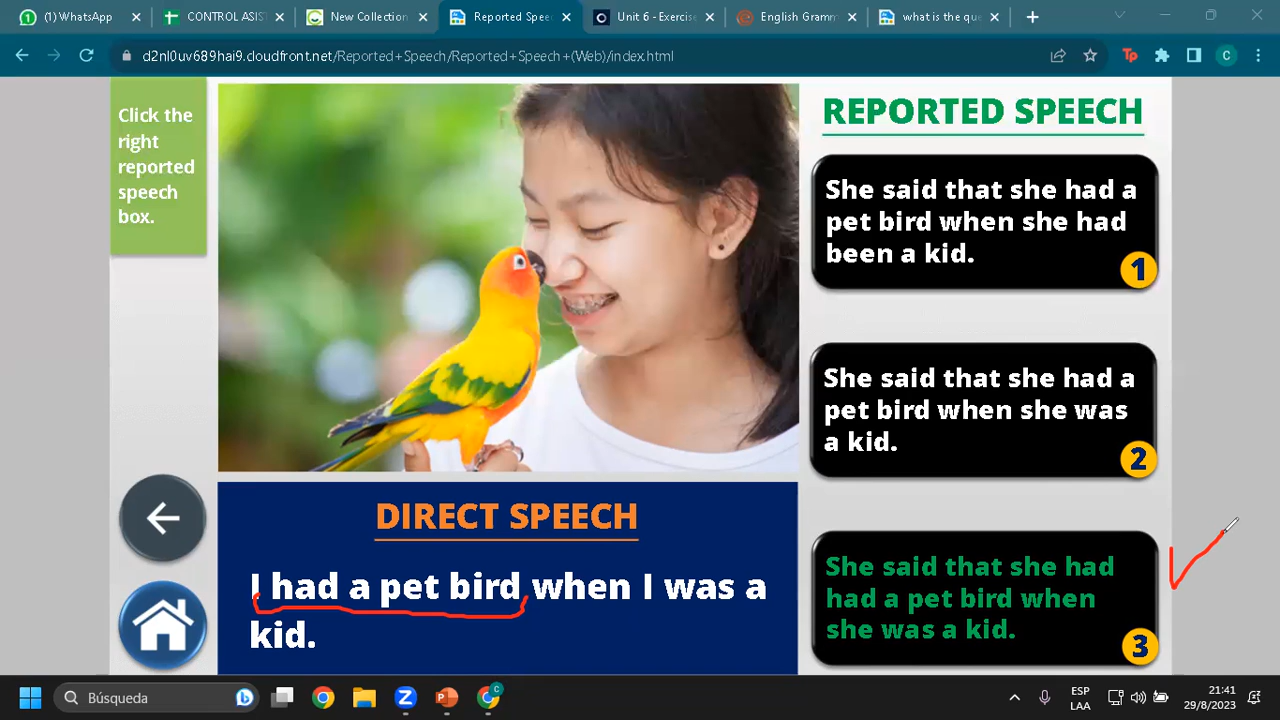 (1) WhatsApp
CONTROL ASIS
New Collection
Reported Spee
Unit 6 - Exercise
English Gramm
what is the que
d2nl0uv689hai9.cloudfront.net/Reported+Speech/Reported+Speech+(Web)/index.html
Tp
C
Click the
right
reported
speech
box.
REPORTED SPEECH
She said that she had a
pet bird when she had
been a kid.
1
She said that she had a
pet bird when she was
a kid.
2
She said that she had
had a pet bird when
she was a kid.
3
DIRECT SPEECH
I had a pet bird when I was a
kid.
Búsqueda
ESP
LAA
21:41
29/8/2023